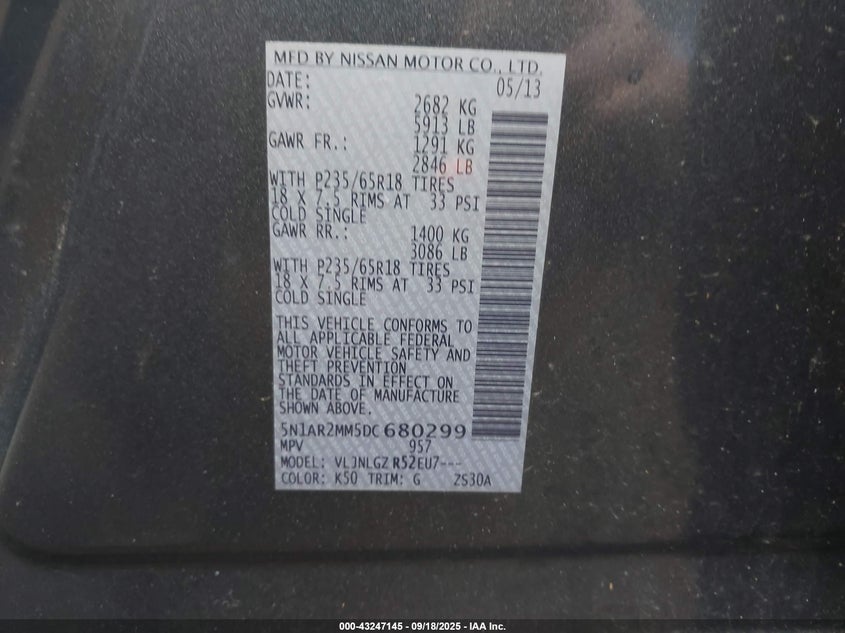 MFD BY NISSAN MOTOR CO., LTD.
DATE: 05/13
GVWR: 2682 KG
5913 LB
GAWR FR.: 1291 KG
2846 LB
WITH P235/65R18 TIRES
18 X 7.5 RIMS AT 33 PSI
COLD SINGLE
GAWR RR.: 1400 KG
3086 LB
WITH P235/65R18 TIRES
18 X 7.5 RIMS AT 33 PSI
COLD SINGLE
THIS VEHICLE CONFORMS TO
ALL APPLICABLE FEDERAL
MOTOR VEHICLE SAFETY AND
THEFT PREVENTION
STANDARDS IN EFFECT ON
THE DATE OF MANUFACTURE
SHOWN ABOVE.
5N1AR2MM5DC680299
MPV 957
MODEL: VLJNLGZ R52EU7---
COLOR: K50 TRIM: G ZS30A
000-43247145 - 09/18/2025 - IAA Inc.